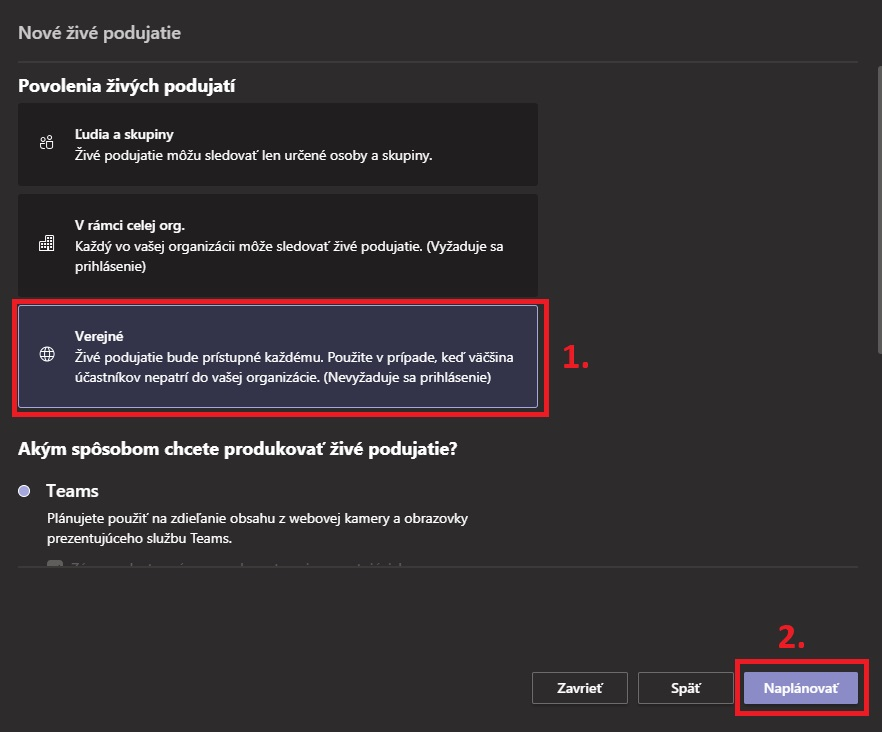 Nové živé podujatie
Povolenia živých podujatí
Ľudia a skupiny
Živé podujatie môžu sledovať len určené osoby a skupiny.
V rámci celej org.
Každý vo vašej organizácii môže sledovať živé podujatie. (Vyžaduje sa
prihlásenie)
Verejné
Živé podujatie bude prístupné každému. Použite v prípade, keď väčšina
účastníkov nepatrí do vašej organizácie. (Nevyžaduje sa prihlásenie)
1.
Akým spôsobom chcete produkovať živé podujatie?
Teams
Plánujete použiť na zdieľanie obsahu z webovej kamery a obrazovky
prezentujúceho službu Teams.
2.
Zavrieť
Späť
Naplánovať